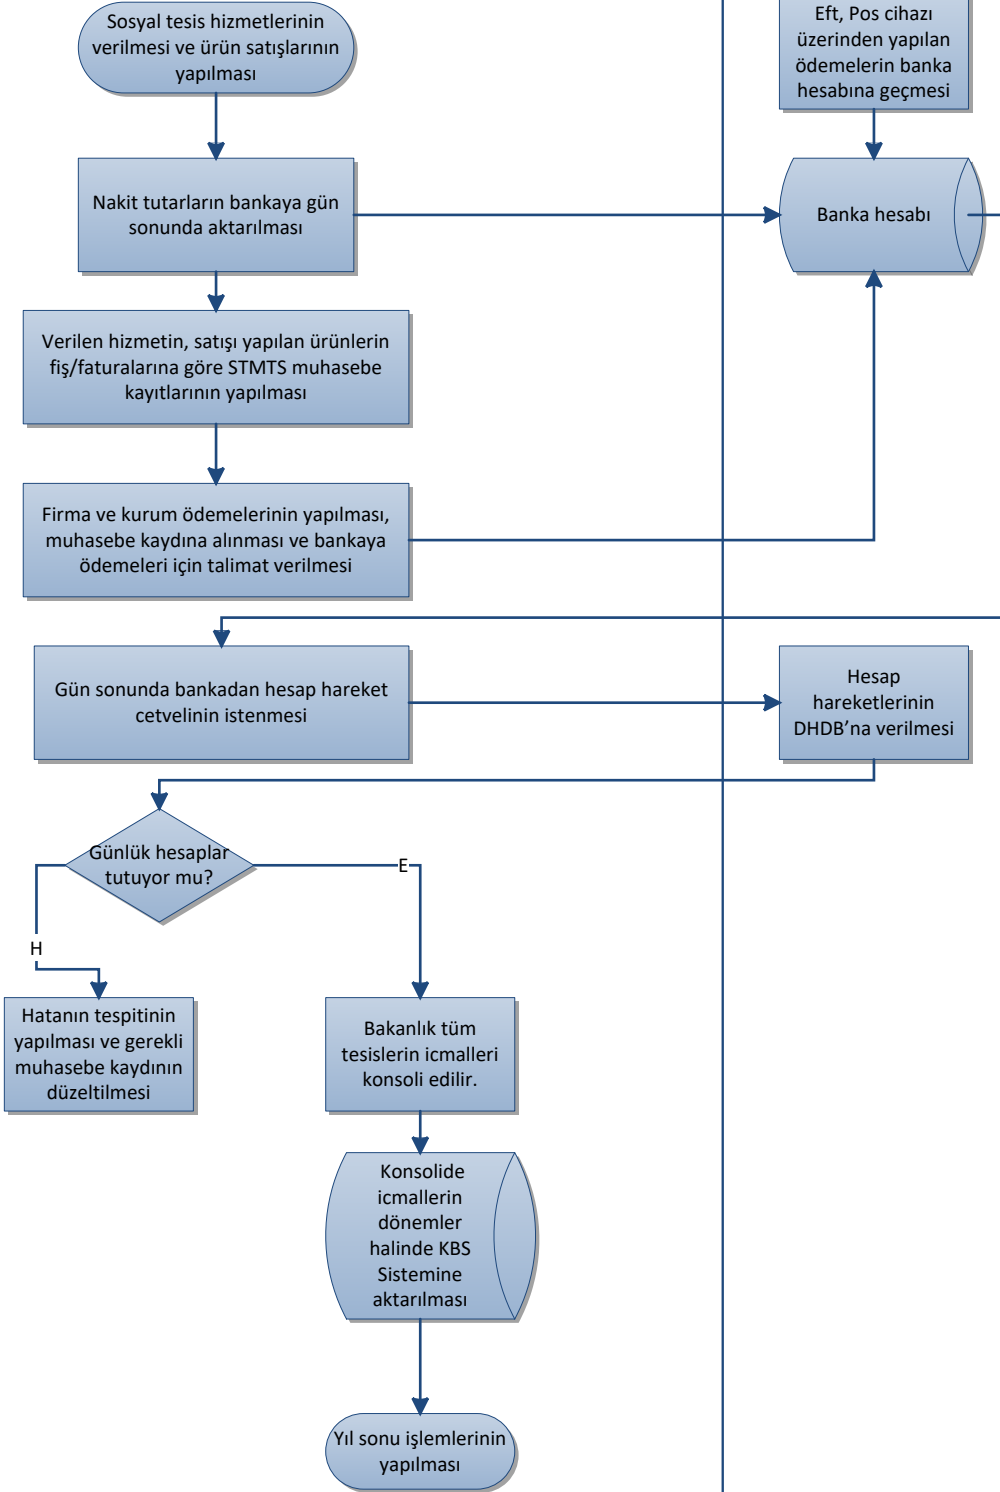 Sosyal tesis hizmetlerinin
verilmesi ve ürün satışlarının
yapılması
Eft, Pos cihazı
üzerinden yapılan
ödemelerin banka
hesabına geçmesi
Nakit tutarların bankaya gün
sonunda aktarılması
Banka hesabı
Verilen hizmetin, satışı yapılan ürünlerin
fiş/faturalarına göre STMTS muhasebe
kayıtlarının yapılması
Firma ve kurum ödemelerinin yapılması,
muhasebe kaydına alınması ve bankaya
ödemeleri için talimat verilmesi
Gün sonunda bankadan hesap hareket
cetvelinin istenmesi
Hesap
hareketlerinin
DHDB’na verilmesi
Günlük hesaplar
tutuyor mu?
E
H
Hatanın tespitinin
yapılması ve gerekli
muhasebe kaydının
düzeltilmesi
Bakanlık tüm
tesislerin icmalleri
konsoli edilir.
Konsolide
icmallerin
dönemler
halinde KBS
Sistemine
aktarılması
Yıl sonu işlemlerinin
yapılması